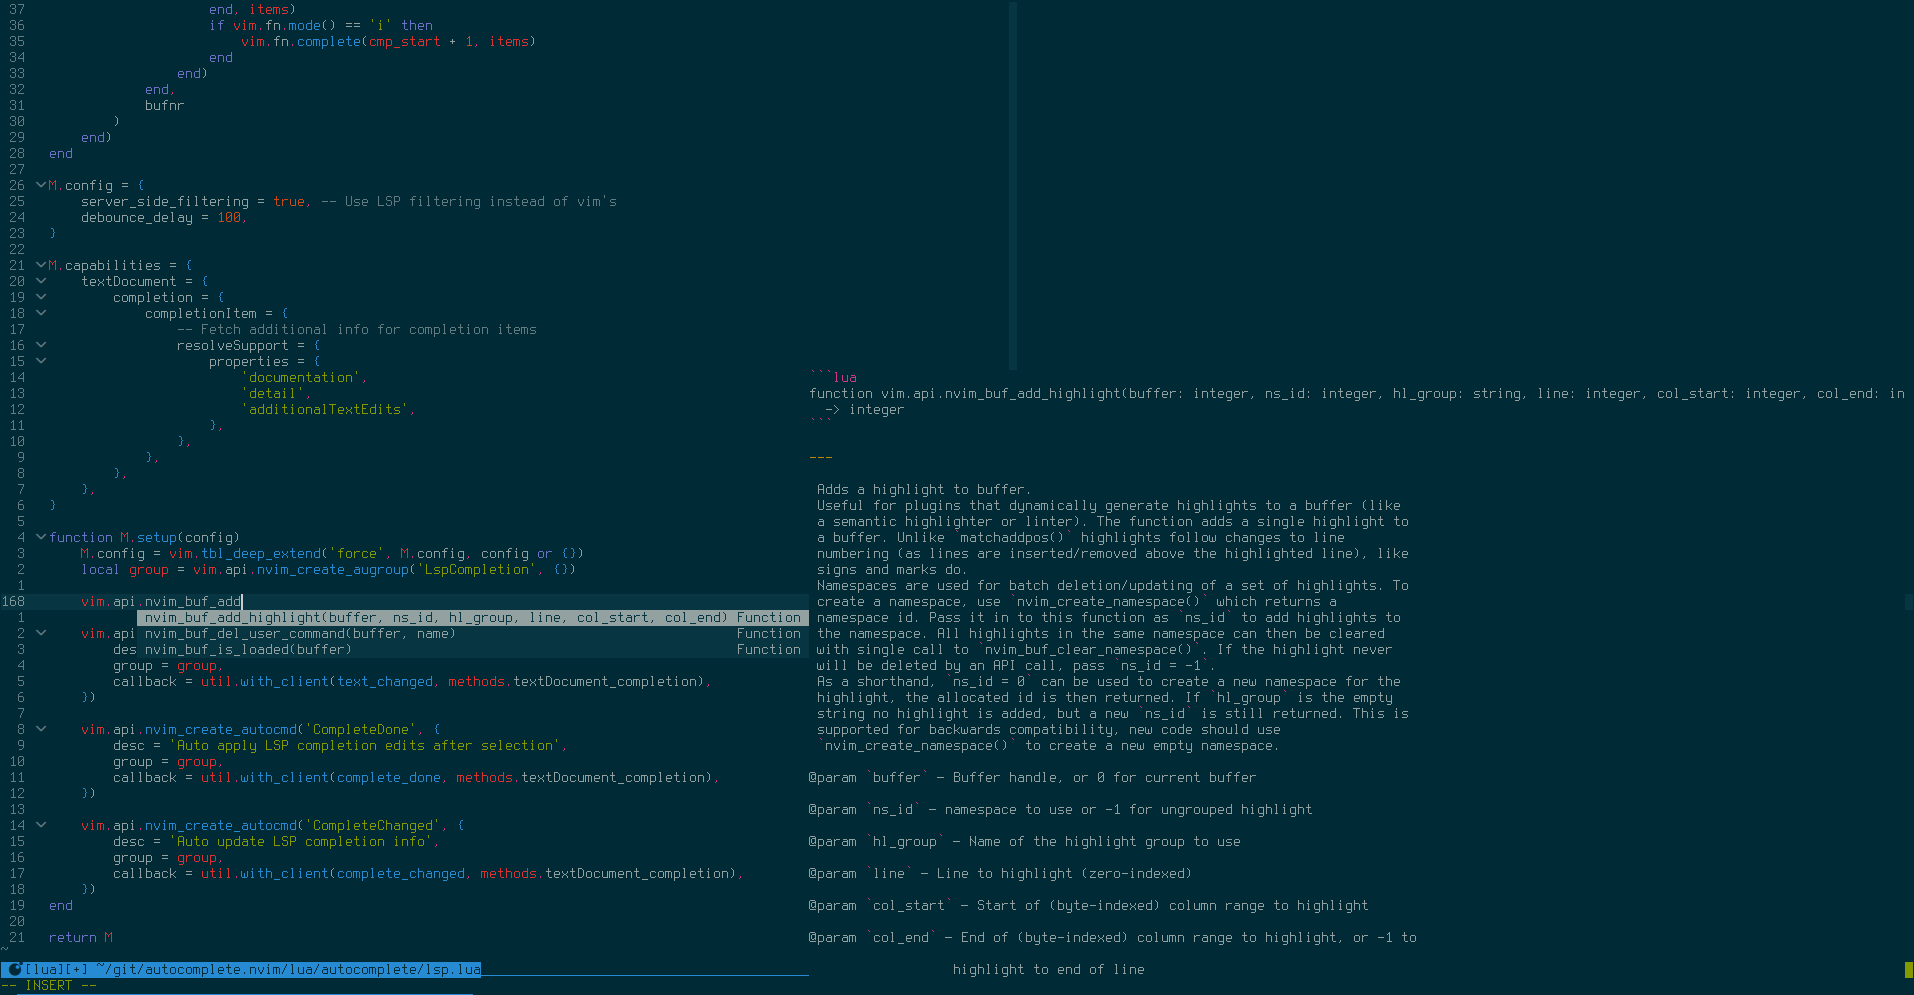 37                         end, items)
36                         if vim.fn.mode() == 'i' then
35                             vim.fn.complete(cmp_start + 1, items)
34                         end
33                     end)
32                 end,
31                 bufnr
30             )
29         end)
28     end
27
26     M.config = {
25         server_side_filtering = true, -- Use LSP filtering instead of vim's
24         debounce_delay = 100,
23     }
22
21     M.capabilities = {
20         textDocument = {
19             completion = {
18                 completionItem = {
17                     -- Fetch additional info for completion items
16                     resolveSupport = {
15                         properties = {
14                             'documentation',
13                             'detail',
12                             'additionalTextEdits',
11                         },
10                     },
9                  },
8              },
7          },
6      }
5
4      function M.setup(config)
3          M.config = vim.tbl_deep_extend('force', M.config, config or {})
2          local group = vim.api.nvim_create_augroup('LspCompletion', {})
1
168        vim.api.nvim_buf_add
1                  nvim_buf_add_highlight(buffer, ns_id, hl_group, line, col_start, col_end) Function
2          vim.api nvim_buf_del_user_command(buffer, name) Function
3              des nvim_buf_is_loaded(buffer) Function
4              group = group,
5              callback = util.with_client(text_changed, methods.textDocument_completion),
6          })
7
8          vim.api.nvim_create_autocmd('CompleteDone', {
9              desc = 'Auto apply LSP completion edits after selection',
10             group = group,
11             callback = util.with_client(complete_done, methods.textDocument_completion),
12         })
13
14         vim.api.nvim_create_autocmd('CompleteChanged', {
15             desc = 'Auto update LSP completion info',
16             group = group,
17             callback = util.with_client(complete_changed, methods.textDocument_completion),
18         })
19     end
20
21     return M
~
[lua][+] ~/git/autocomplete.nvim/lua/autocomplete/lsp.lua
-- INSERT --
```lua
function vim.api.nvim_buf_add_highlight(buffer: integer, ns_id: integer, hl_group: string, line: integer, col_start: integer, col_end: in
  -> integer
```
---
Adds a highlight to buffer.
Useful for plugins that dynamically generate highlights to a buffer (like
a semantic highlighter or linter). The function adds a single highlight to
a buffer. Unlike `matchaddpos()` highlights follow changes to line
numbering (as lines are inserted/removed above the highlighted line), like
signs and marks do.
Namespaces are used for batch deletion/updating of a set of highlights. To
create a namespace, use `nvim_create_namespace()` which returns a
namespace id. Pass it in to this function as `ns_id` to add highlights to
the namespace. All highlights in the same namespace can then be cleared
with single call to `nvim_buf_clear_namespace()`. If the highlight never
will be deleted by an API call, pass `ns_id = -1`.
As a shorthand, `ns_id = 0` can be used to create a new namespace for the
highlight, the allocated id is then returned. If `hl_group` is the empty
string no highlight is added, but a new `ns_id` is still returned. This is
supported for backwards compatibility, new code should use
`nvim_create_namespace()` to create a new empty namespace.
@param `buffer` — Buffer handle, or 0 for current buffer
@param `ns_id` — namespace to use or -1 for ungrouped highlight
@param `hl_group` — Name of the highlight group to use
@param `line` — Line to highlight (zero-indexed)
@param `col_start` — Start of (byte-indexed) column range to highlight
@param `col_end` — End of (byte-indexed) column range to highlight, or -1 to
highlight to end of line